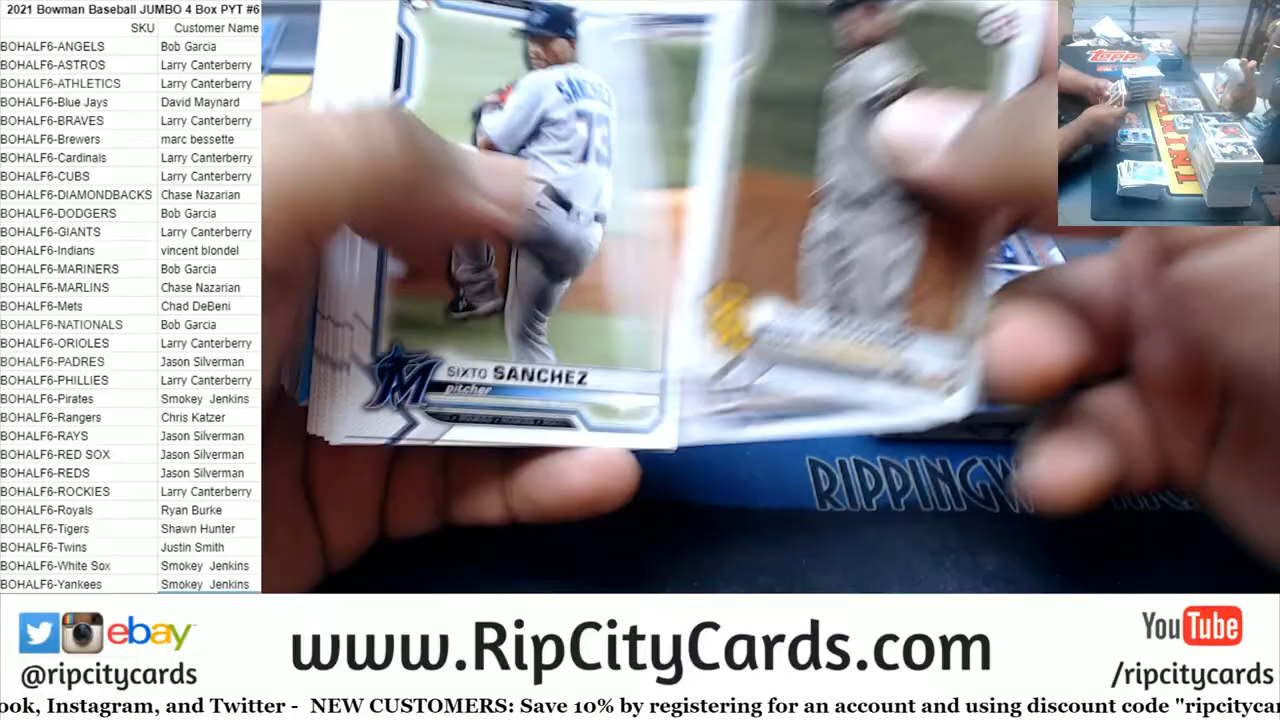 2021 Bowman Baseball JUMBO 4 Box PYT #6
SKU Customer Name
BOHALF6-ANGELS Bob Garcia
BOHALF6-ASTROS Larry Canterberry
BOHALF6-ATHLETICS Larry Canterberry
BOHALF6-Blue Jays David Maynard
BOHALF6-BRAVES Larry Canterberry
BOHALF6-Brewers marc bessette
BOHALF6-Cardinals Larry Canterberry
BOHALF6-CUBS Larry Canterberry
BOHALF6-DIAMONDBACKS Chase Nazarian
BOHALF6-DODGERS Bob Garcia
BOHALF6-GIANTS Larry Canterberry
BOHALF6-Indians vincent blondel
BOHALF6-MARINERS Bob Garcia
BOHALF6-MARLINS Chase Nazarian
BOHALF6-Mets Chad DeBeni
BOHALF6-NATIONALS Bob Garcia
BOHALF6-ORIOLES Larry Canterberry
BOHALF6-PADRES Jason Silverman
BOHALF6-PHILLIES Larry Canterberry
BOHALF6-Pirates Smokey Jenkins
BOHALF6-Rangers Chris Katzer
BOHALF6-RAYS Jason Silverman
BOHALF6-RED SOX Jason Silverman
BOHALF6-REDS Jason Silverman
BOHALF6-ROCKIES Larry Canterberry
BOHALF6-Royals Ryan Burke
BOHALF6-Tigers Shawn Hunter
BOHALF6-Twins Justin Smith
BOHALF6-White Sox Smokey Jenkins
BOHALF6-Yankees Smokey Jenkins
SANCHEZ
73
M
SIXTO SANCHEZ
pitcher
Topps
PANINI
RIPPINGW
ebay
@ripcitycards
www.RipCityCards.com
YouTube
/ripcitycards
ook, Instagram, and Twitter - NEW CUSTOMERS: Save 10% by registering for an account and using discount code "ripcitycar